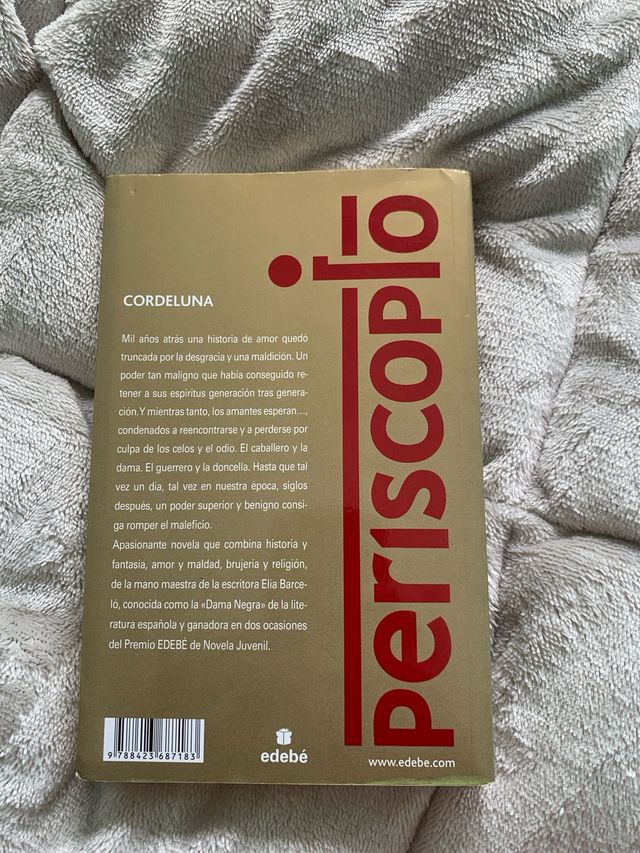 CORDELUNA
Mil años atrás una historia de amor quedó
truncada por la desgracia y una maldición. Un
poder tan maligno que había conseguido re-
tener a sus espíritus generación tras genera-
ción. Y mientras tanto, los amantes esperan...,
condenados a reencontrarse y a perderse por
culpa de los celos y el odio. El caballero y la
dama. El guerrero y la doncella. Hasta que tal
vez un día, tal vez en nuestra época, siglos
después, un poder superior y benigno consi-
ga romper el maleficio.
Apasionante novela que combina historia y
fantasía, amor y maldad, brujería y religión,
de la mano maestra de la escritora Elia Barce-
ló, conocida como la «Dama Negra» de la lite-
ratura española y ganadora en dos ocasiones
del Premio EDEBÉ de Novela Juvenil.
periscopio
9 788423 687183
edebé
www.edebe.com